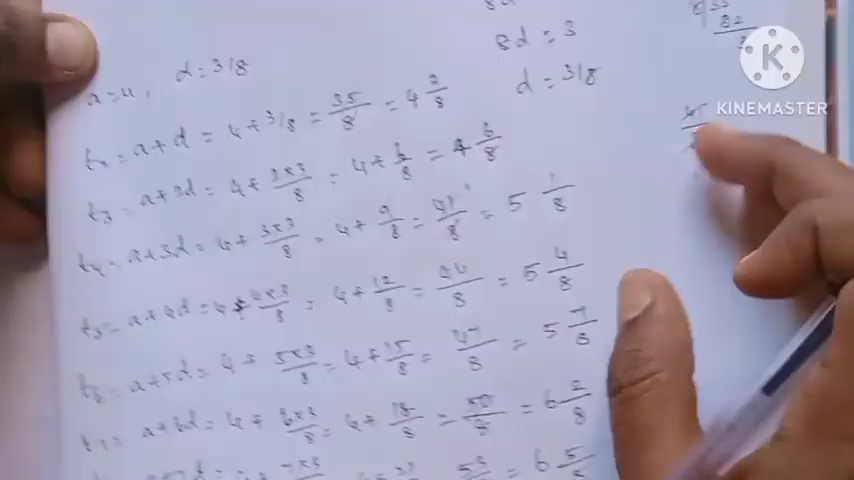 8d = 3
d = 3/8
K
KINEMASTER
a = 4, d = 3/8
t₂ = a+d = 4+3/8 = 35/8 = 4 3/8
t₃ = a+2d = 4+ 2×3/8 = 4+ 6/8 = 4 6/8
t₄ = a+3d = 4+ 3×3/8 = 4+ 9/8 = 41/8 = 5 1/8
t₅ = a+4d = 4+ 4×3/8 = 4+ 12/8 = 44/8 = 5 4/8
t₆ = a+5d = 4+ 5×3/8 = 4+ 15/8 = 47/8 = 5 7/8
t₇ = a+6d = 4+ 6×3/8 = 4+ 18/8 = 50/8 = 6 2/8
7×3 53/8 = 6 5/8